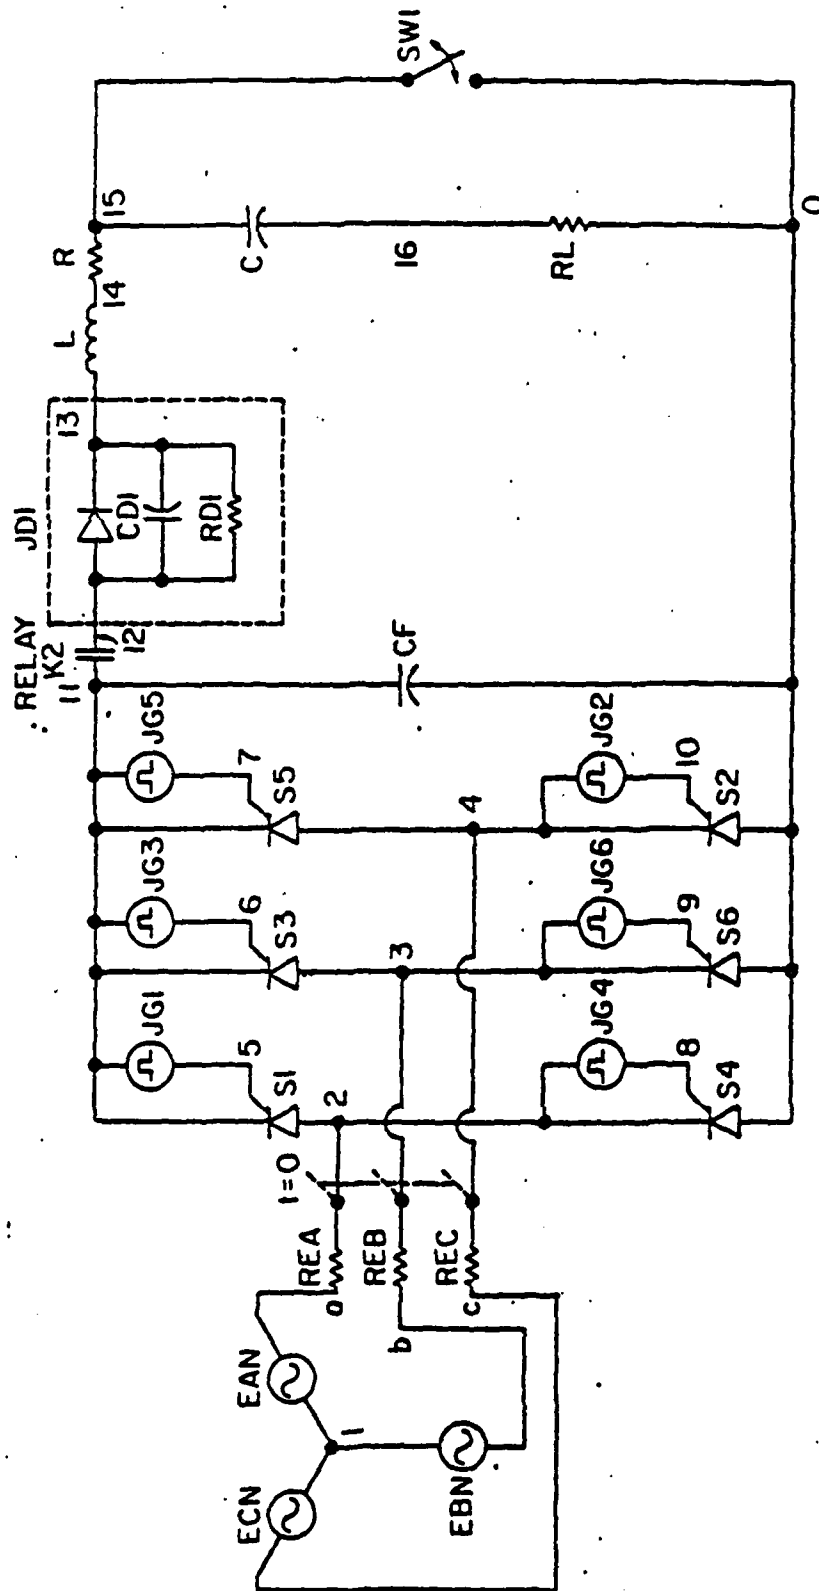 ECN
EAN
EBN
1
a
b
c
REA
REB
REC
t=0
2
3
4
S1
5
JG1
S3
6
JG3
S5
7
JG5
S4
8
JG4
S6
9
JG6
S2
10
JG2
RELAY
K2
11
12
CF
JD1
13
CD1
RD1
L
14
R
15
C
16
RL
0
SW1